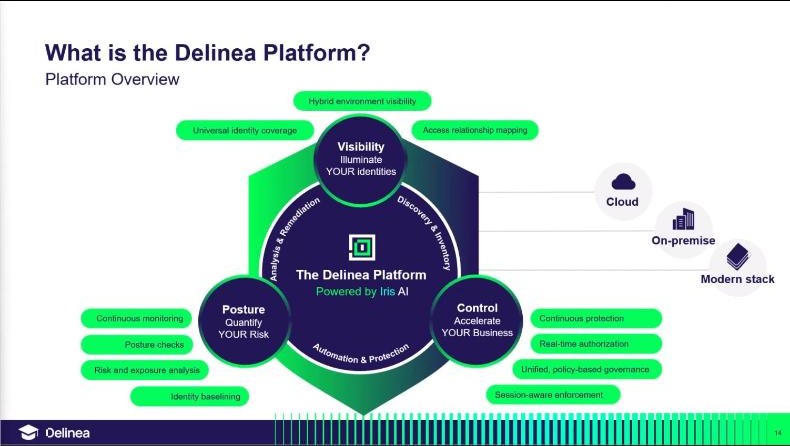 What is the Delinea Platform?
Platform Overview
Hybrid environment visibility
Universal identity coverage
Access relationship mapping
Visibility
Illuminate
YOUR identities
Analysis & Remediation
Discovery & Inventory
Cloud
On-premise
Modern stack
The Delinea Platform
Powered by Iris AI
Posture
Quantify
YOUR Risk
Control
Accelerate
YOUR Business
Automation & Protection
Continuous monitoring
Posture checks
Risk and exposure analysis
Identity baselining
Continuous protection
Real-time authorization
Unified, policy-based governance
Session-aware enforcement
Delinea
14